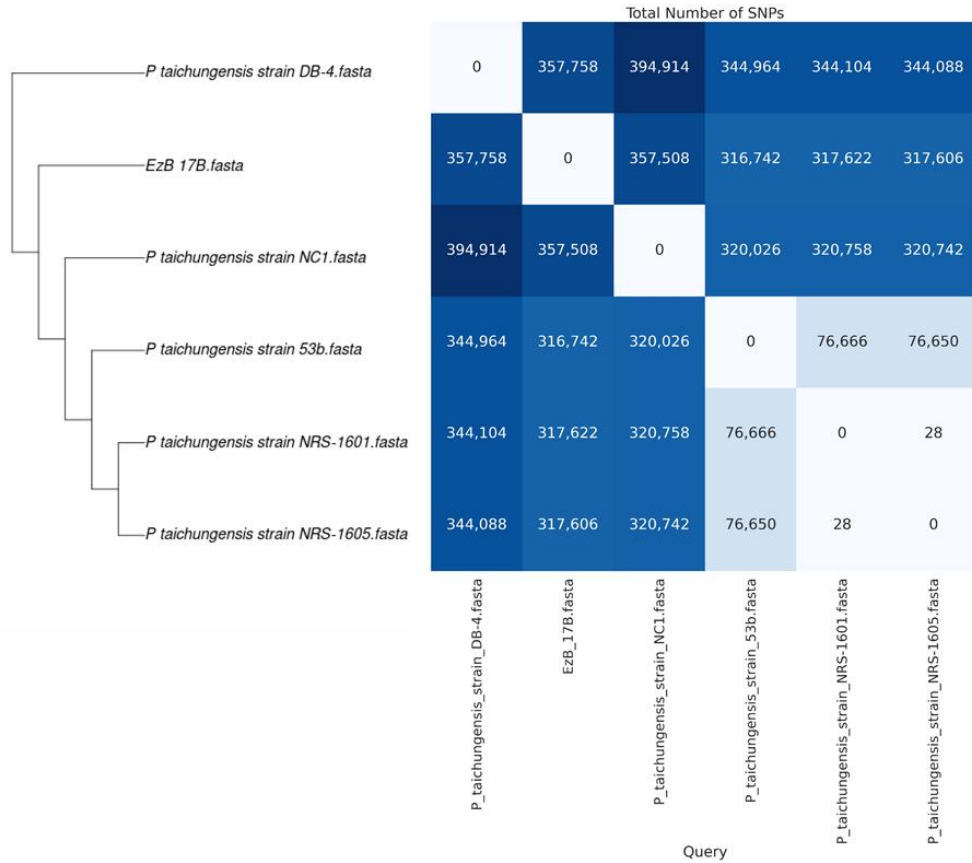 Total Number of SNPs
P taichungensis strain DB-4.fasta 0 357,758 394,914 344,964 344,104 344,088
EzB 17B.fasta 357,758 0 357,508 316,742 317,622 317,606
P taichungensis strain NC1.fasta 394,914 357,508 0 320,026 320,758 320,742
P taichungensis strain 53b.fasta 344,964 316,742 320,026 0 76,666 76,650
P taichungensis strain NRS-1601.fasta 344,104 317,622 320,758 76,666 0 28
P taichungensis strain NRS-1605.fasta 344,088 317,606 320,742 76,650 28 0
P_taichungensis_strain_DB-4.fasta
EzB_17B.fasta
P_taichungensis_strain_NC1.fasta
P_taichungensis_strain_53b.fasta
P_taichungensis_strain_NRS-1601.fasta
P_taichungensis_strain_NRS-1605.fasta
Query